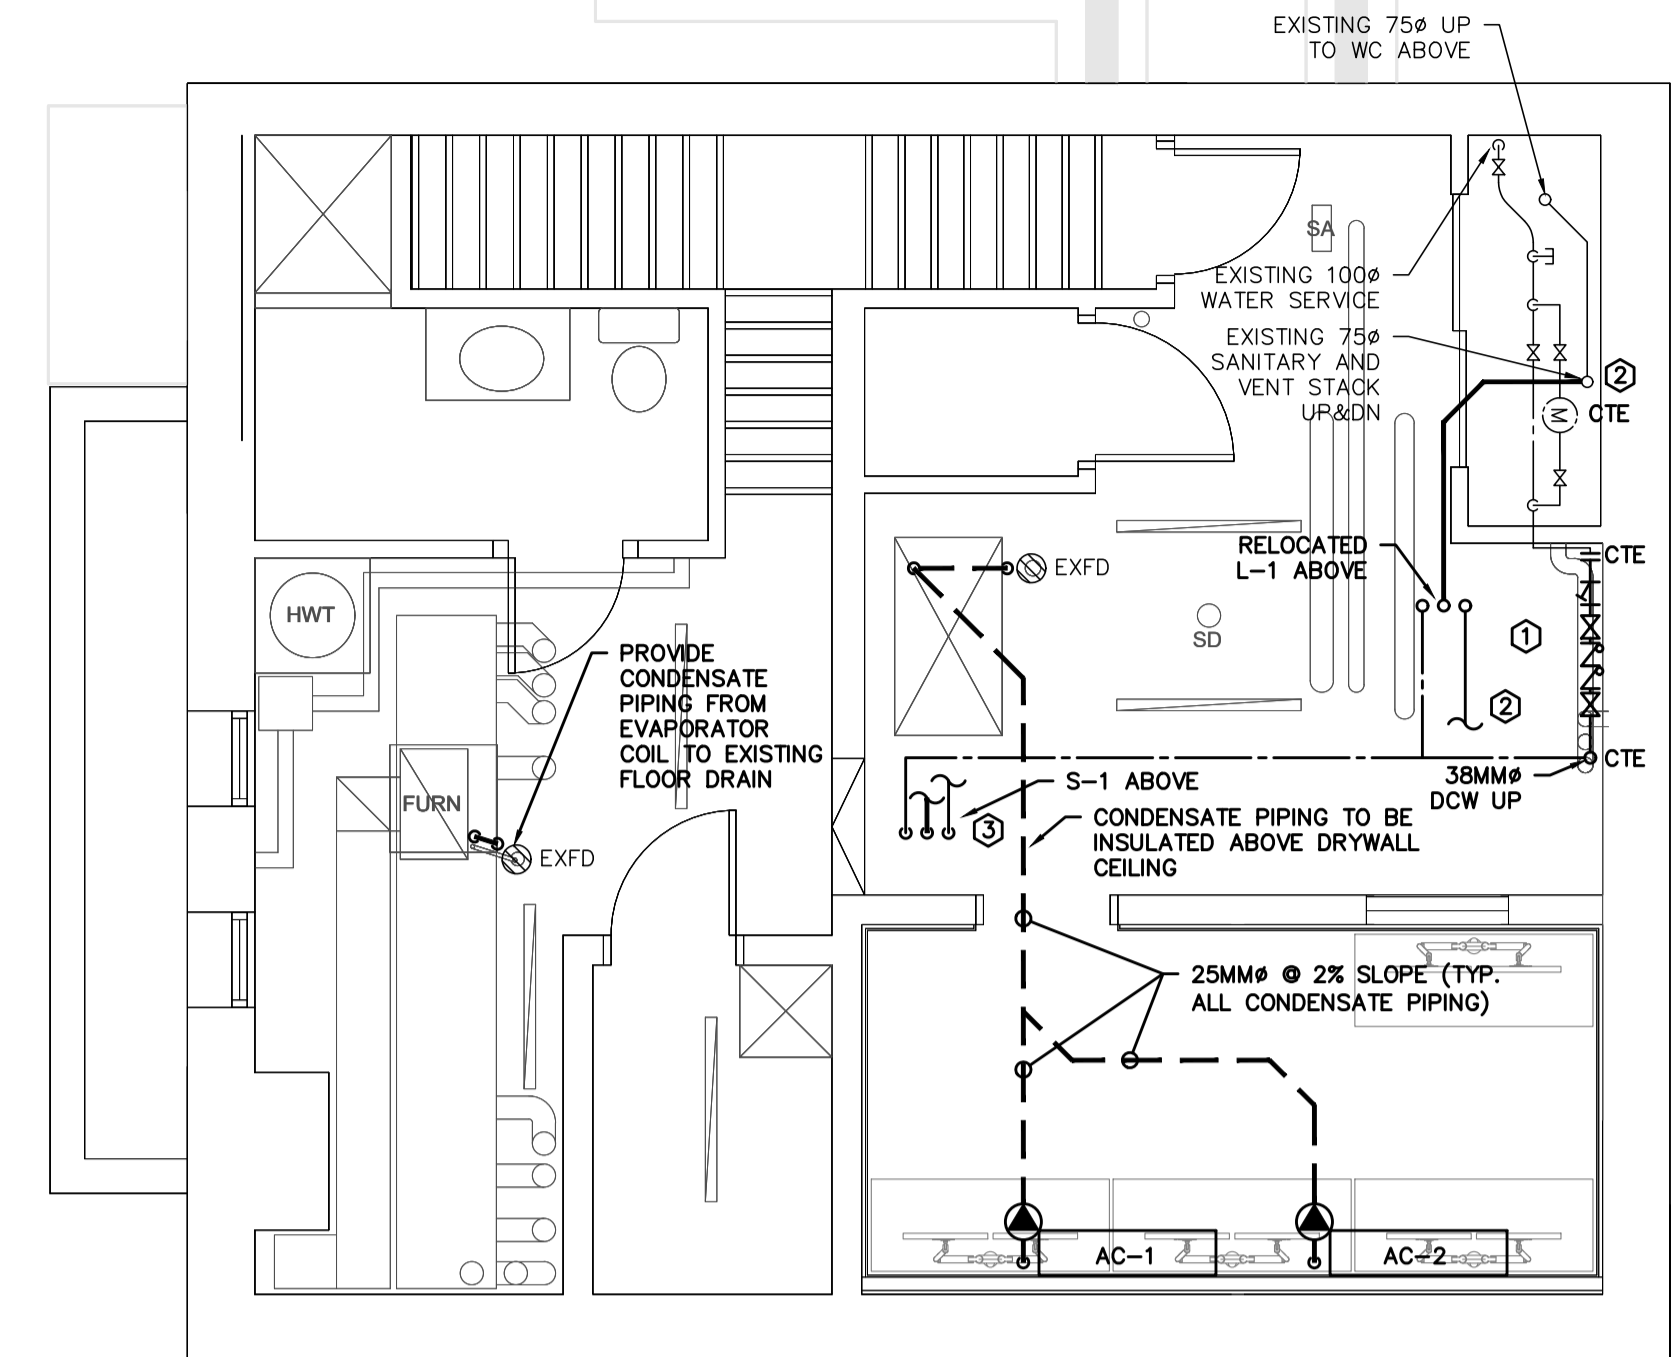 EXISTING 75ø UP
TO WC ABOVE
SA
EXISTING 100ø
WATER SERVICE
EXISTING 75ø
SANITARY AND
VENT STACK
UP&DN
2
M
CTE
RELOCATED
L-1 ABOVE
CTE
EXFD
HWT
SD
1
PROVIDE
CONDENSATE
PIPING FROM
EVAPORATOR
COIL TO EXISTING
FLOOR DRAIN
2
CTE
38MMø
DCW UP
S-1 ABOVE
3
FURN
CONDENSATE PIPING TO BE
INSULATED ABOVE DRYWALL
CEILING
EXFD
25MMø @ 2% SLOPE (TYP.
ALL CONDENSATE PIPING)
AC-1
AC-2